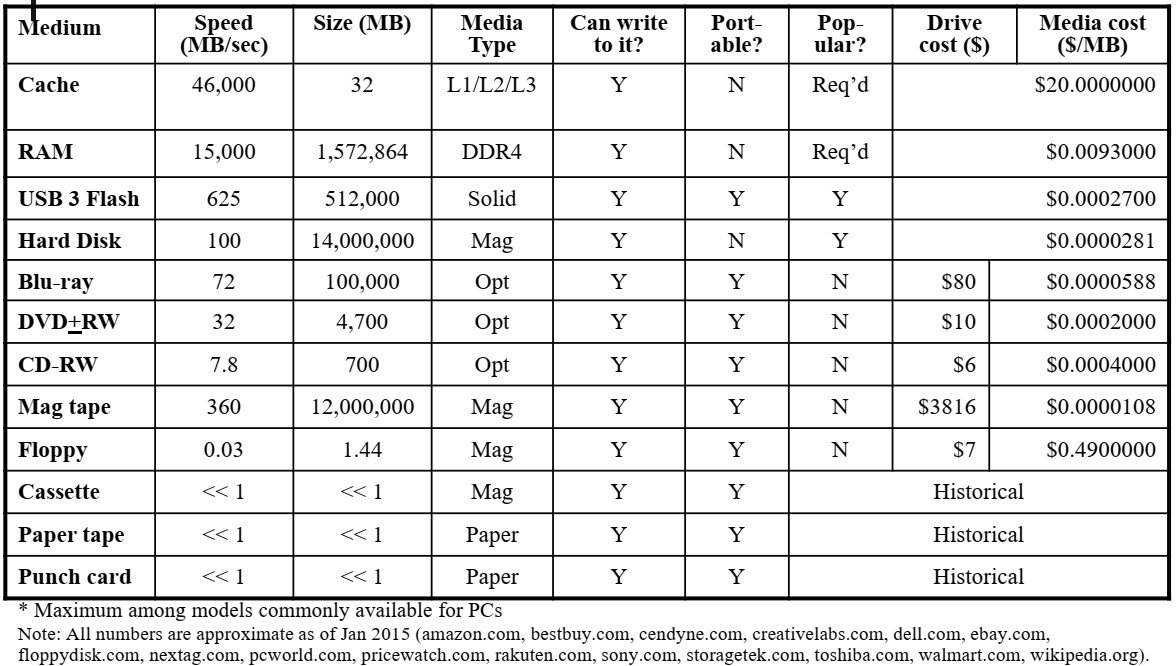 Medium Speed (MB/sec) Size (MB) Media Type Can write to it? Port-able? Pop-ular? Drive cost ($) Media cost ($/MB)
Cache 46,000 32 L1/L2/L3 Y N Req’d $20.0000000
RAM 15,000 1,572,864 DDR4 Y N Req’d $0.0093000
USB 3 Flash 625 512,000 Solid Y Y Y $0.0002700
Hard Disk 100 14,000,000 Mag Y N Y $0.0000281
Blu-ray 72 100,000 Opt Y Y N $80 $0.0000588
DVD+RW 32 4,700 Opt Y Y N $10 $0.0002000
CD-RW 7.8 700 Opt Y Y N $6 $0.0004000
Mag tape 360 12,000,000 Mag Y Y N $3816 $0.0000108
Floppy 0.03 1.44 Mag Y Y N $7 $0.4900000
Cassette << 1 << 1 Mag Y Y Historical
Paper tape << 1 << 1 Paper Y Y Historical
Punch card << 1 << 1 Paper Y Y Historical
* Maximum among models commonly available for PCs
Note: All numbers are approximate as of Jan 2015 (amazon.com, bestbuy.com, cendyne.com, creativelabs.com, dell.com, ebay.com,
floppydisk.com, nextag.com, pcworld.com, pricewatch.com, rakuten.com, sony.com, storagetek.com, toshiba.com, walmart.com, wikipedia.org).